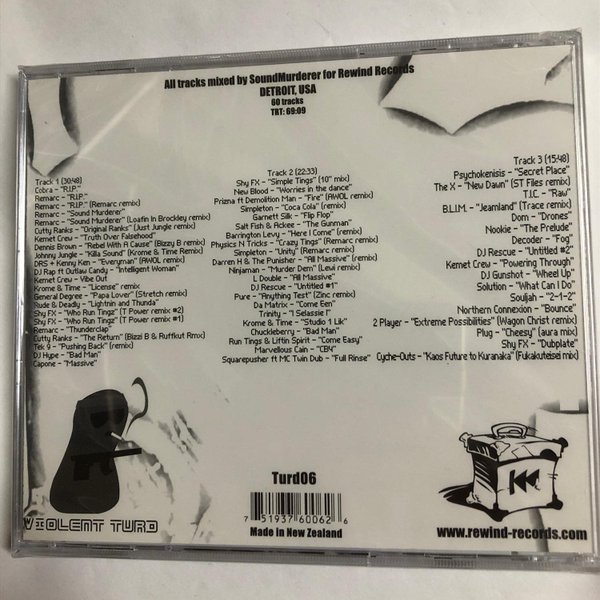 All tracks mixed by SoundMurderer for Rewind Records
DETROIT, USA
60 tracks
TRT: 69:09
Track 1 (30:48)
Cobra - "R.I.P."
Remarc - "R.I.P."
Remarc - "R.I.P." (Remarc remix)
Remarc - "Sound Murderer"
Remarc - "Sound Murderer" (Loafin In Brockley remix)
Cutty Ranks - "Original Ranks" (Just Jungle remix)
Kemet Crew - "Truth Over Falsehood"
Dennis Brown - "Rebel With A Cause" (Bizzy B remix)
Johnny Jungle - "Killa Sound" (Krome & Time Remix)
DRS + Kenny Ken - "Everyman" (AWOL remix)
DJ Rap ft Outlaw Candy - "Intelligent Woman"
Kemet Crew - Vibe Out
Krome & Time - "License" remix
General Degree - "Papa Lover" (Stretch remix)
Rude & Deadly - "Lightnin and Thunda"
Shy FX - "Who Run Tingz" (T Power remix #2)
Shy FX - "Who Run Tingz" (T Power remix #1)
Remarc - "Thunderclap"
Cutty Ranks - "The Return" (Bizzi B & Ruffkut Rmx)
Tek 9 - "Pushing Back" (remix)
DJ Hype - "Bad Man"
Capone - "Massive"
Track 2 (22:33)
Shy FX - "Simple Tings" (10" mix)
New Blood - "Worries in the dance"
Prizna ft Demolition Man - "Fire" (AWOL remix)
Simpleton - "Coca Cola" (remix)
Garnett Silk - "Flip Flop"
Salt Fish & Ackee - "The Gunman"
Barrington Levy - "Here I Come" (remix)
Physics N Tricks - "Crazy Tings" (Remarc remix)
Simpleton - "Unity" (Remarc remix)
Darren H & The Punisher - "All Massive" (remix)
Ninjaman - "Murder Dem" (Lewi remix)
L Double - "All Massive"
DJ Rescue - "Untitled #1"
Pure - "Anything Test" (Zinc remix)
Da Matrix - "Come Een"
Trinity - "I Selassie I"
Krome & Time - "Studio 1 Lik"
Chuckleberry - "Bad Man"
Run Tings & Liftin Spirit - "Come Easy"
Marvellous Cain - "CB4"
Squarepusher ft MC Twin Dub - "Full Rinse"
Track 3 (15:48)
Psychokenisis - "Secret Place"
The X - "New Dawn" (ST Files remix)
T.I.C. - "Raw"
B.L.I.M. - "Jeamland" (Trace remix)
Dom - "Drones"
Nookie - "The Prelude"
Decoder - "Fog"
DJ Rescue - "Untitled #2"
Kemet Crew - "Powering Through"
DJ Gunshot - "Wheel Up"
Solution - "What Can I Do"
Souljah - "2-1-2"
Northern Connexion - "Bounce"
2 Player - "Extreme Possibilities" (Wagon Christ remix)
Plug - "Cheesy" (aura mix)
Shy FX - "Dubplate"
Cyche-Outs - "Kaos Future to Kuranaka" (Fukakuteisei mix)
VIOLENT TURD
Turd06
7 51937 60062 6
Made in New Zealand
www.rewind-records.com